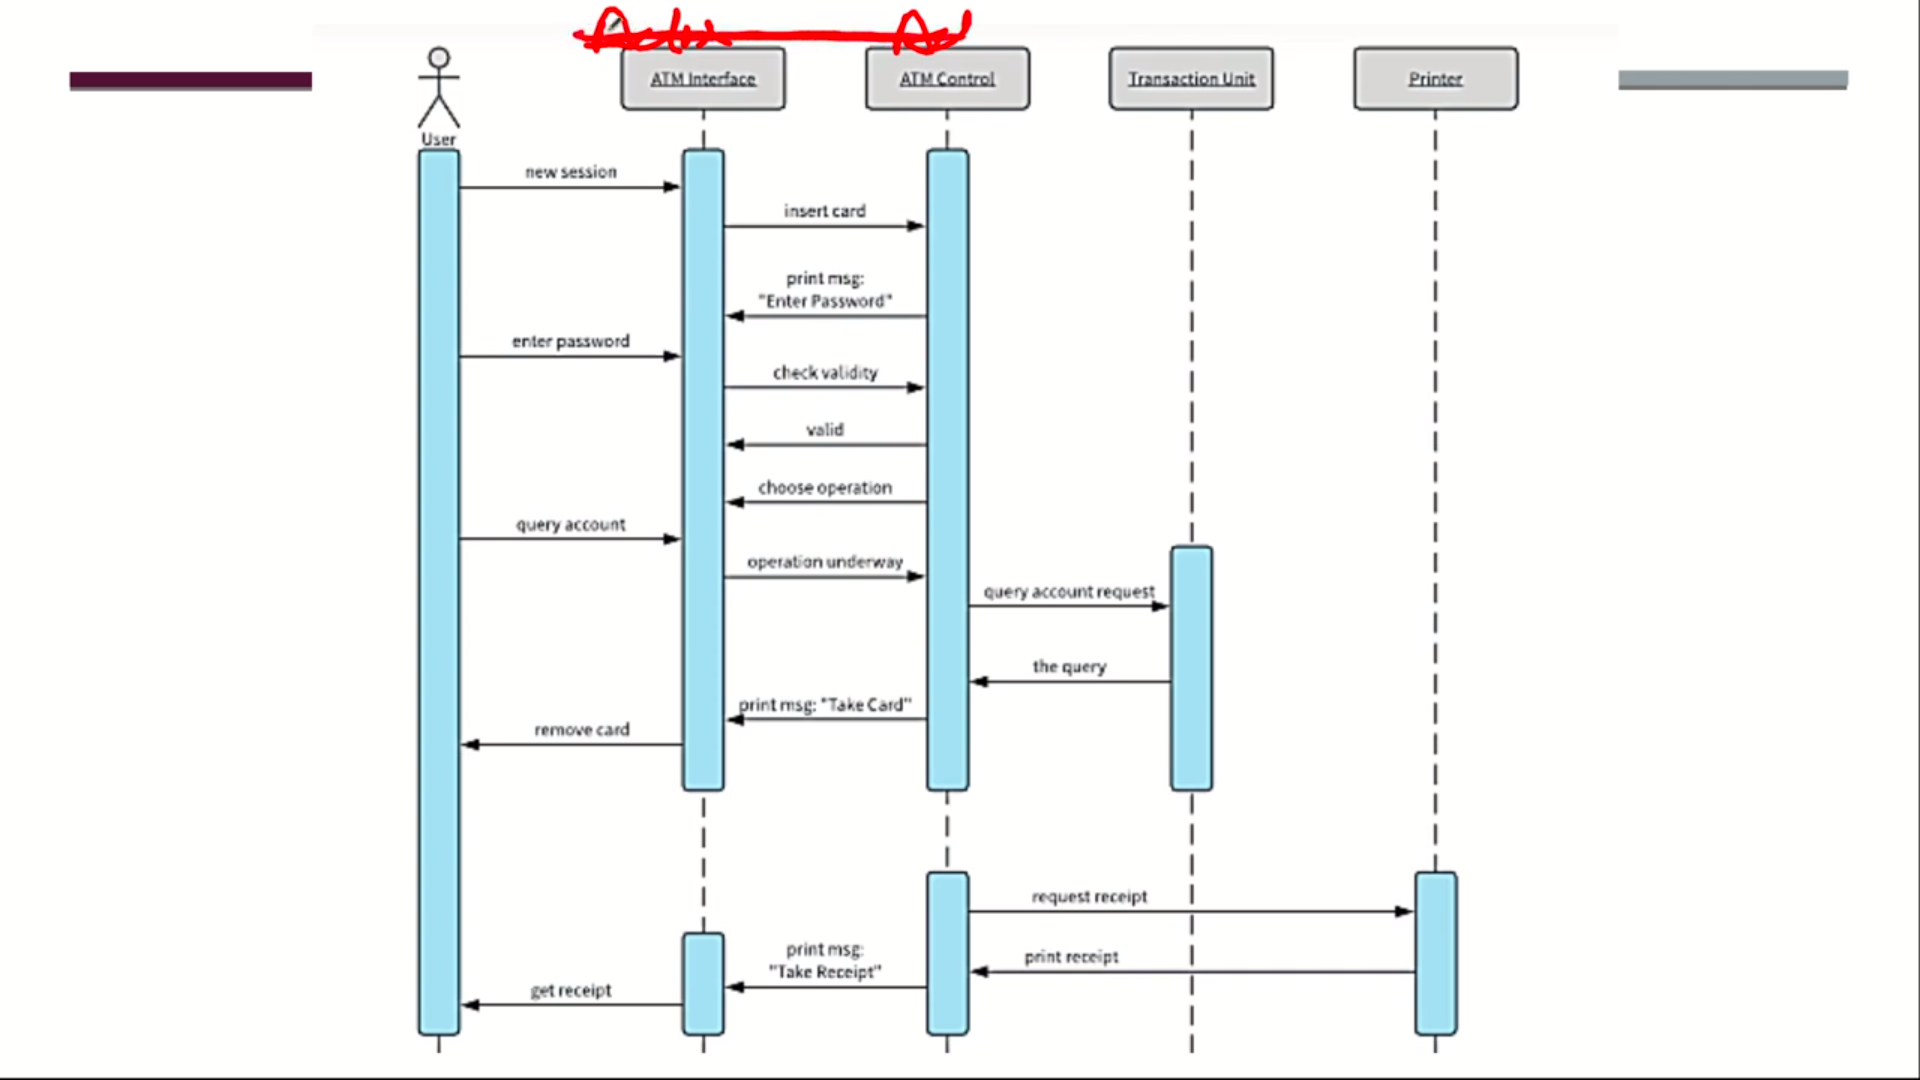 ATM Interface
ATM Control
Transaction Unit
Printer
User
new session
insert card
print msg:
"Enter Password"
enter password
check validity
valid
choose operation
query account
operation underway
query account request
the query
print msg: "Take Card"
remove card
request receipt
print msg:
"Take Receipt"
print receipt
get receipt